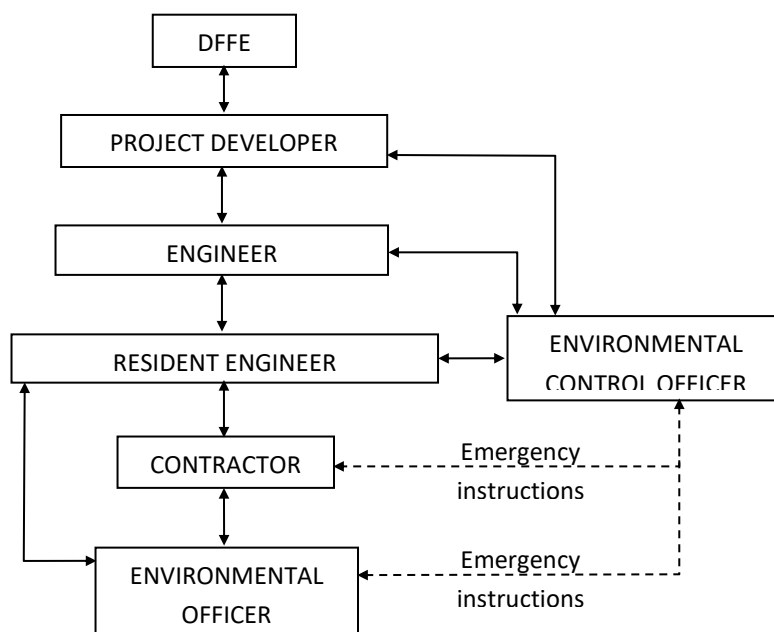 DFFE
PROJECT DEVELOPER
ENGINEER
RESIDENT ENGINEER
ENVIRONMENTAL
CONTROL OFFICER
CONTRACTOR
Emergency
instructions
ENVIRONMENTAL
OFFICER
Emergency
instructions